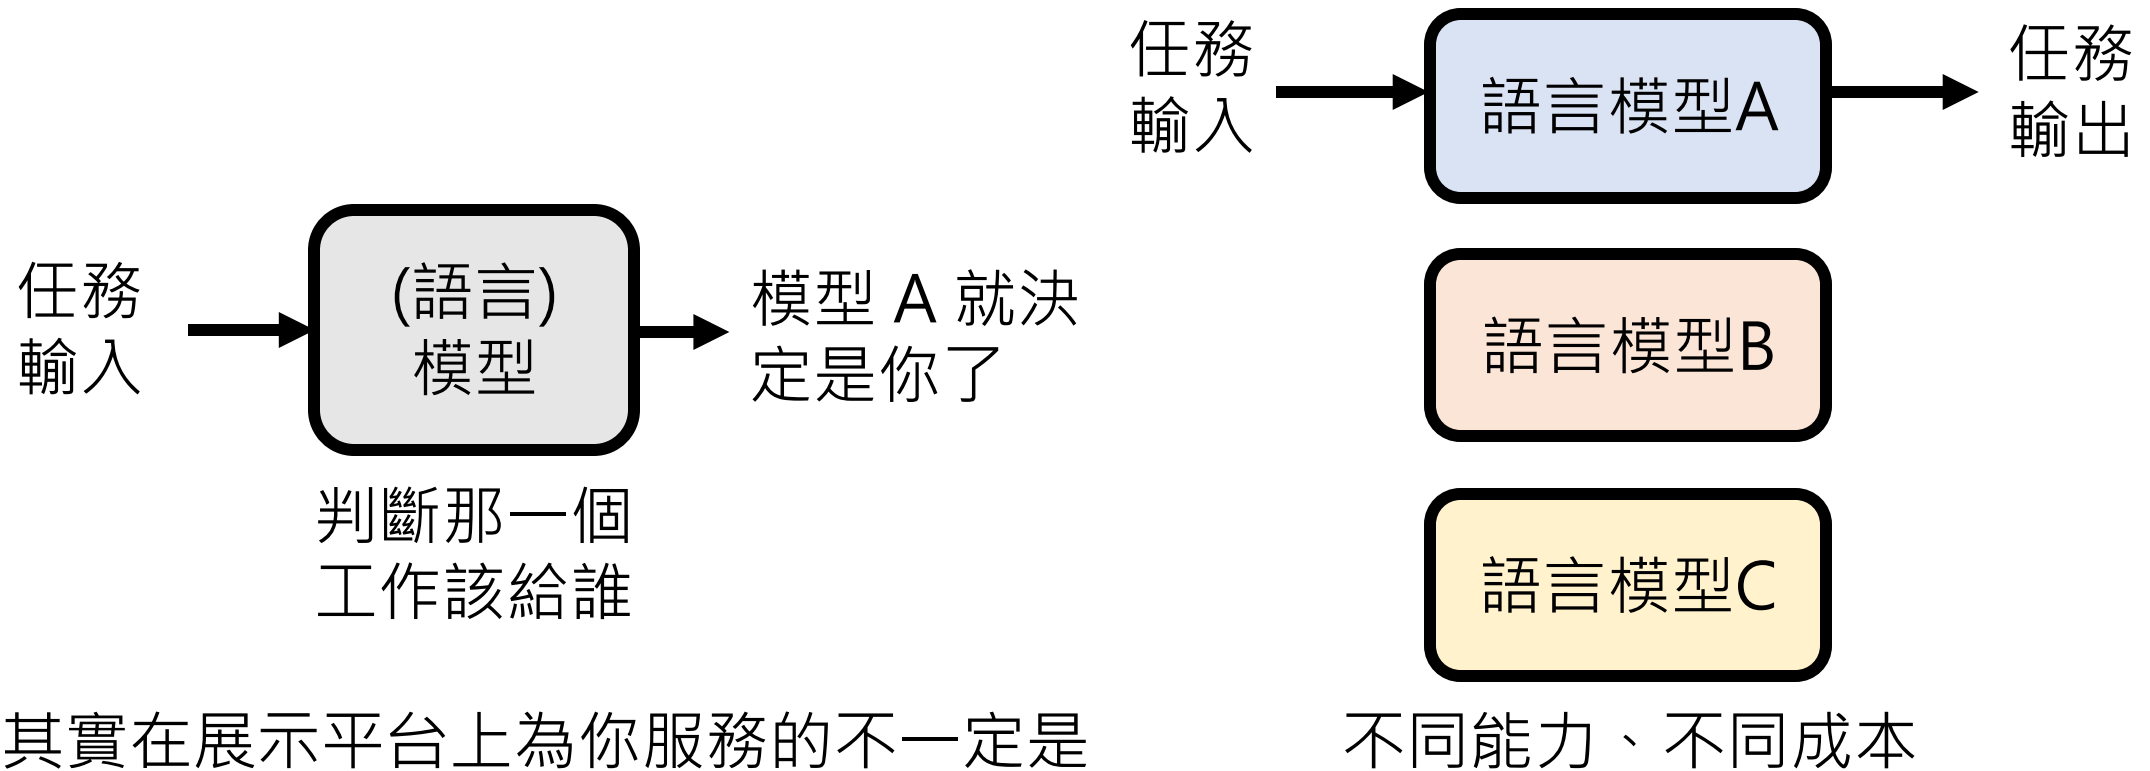 任務
輸入
(語言)
模型
模型 A 就決
定是你了
判斷那一個
工作該給誰
其實在展示平台上為你服務的不一定是
任務
輸入
語言模型A
任務
輸出
語言模型B
語言模型C
不同能力、不同成本